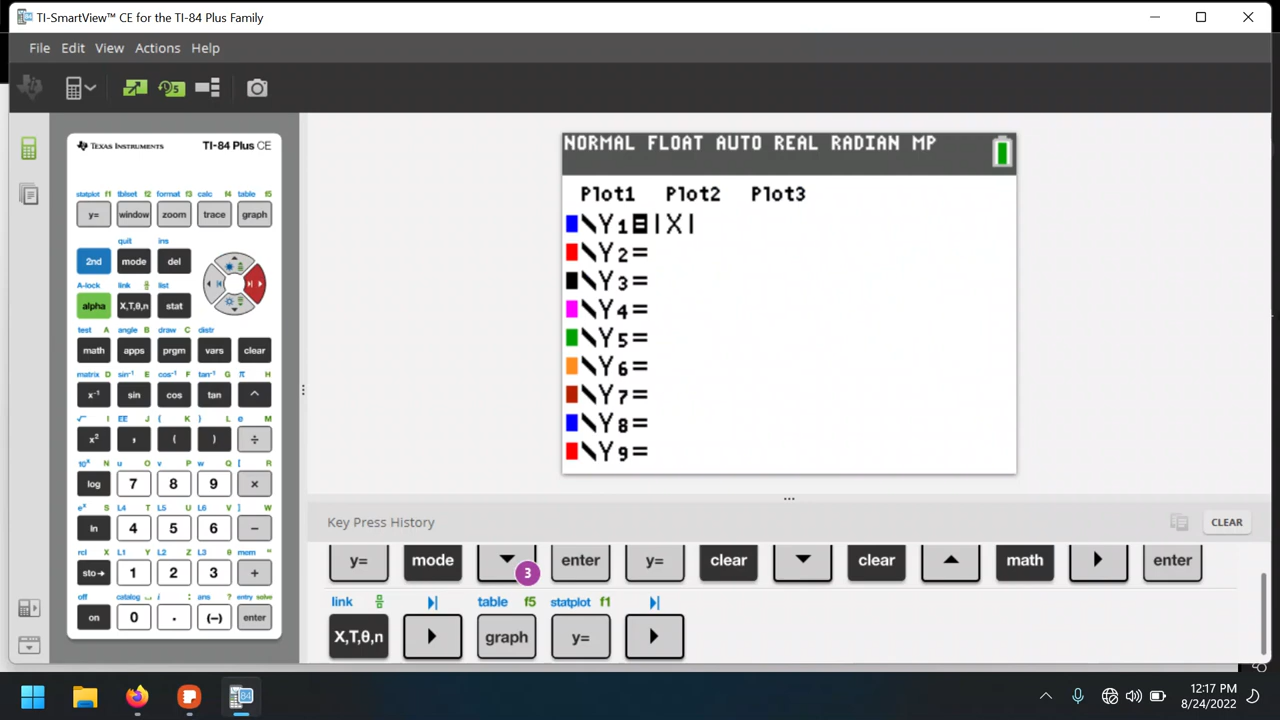 TI-SmartView™ CE for the TI-84 Plus Family
File Edit View Actions Help
TEXAS INSTRUMENTS TI-84 Plus CE
statplot f1 tblset f2 format f3 calc f4 table f5
y= window zoom trace graph
quit ins
2nd mode del
A-lock link list
alpha X,T,θ,n stat
test A angle B draw C distr
math apps prgm vars clear
matrix D sin⁻¹ E cos⁻¹ F tan⁻¹ G π H
x⁻¹ sin cos tan ^
√ I EE J { K } L e M
x² , ( ) ÷
10ˣ N u O v P w Q [ R
log 7 8 9 ×
eˣ S L4 T L5 U L6 V ] W
ln 4 5 6 −
rcl X L1 Y L2 Z L3 θ mem "
sto→ 1 2 3 +
off catalog i : ans ? entry solve
on 0 . (−) enter
NORMAL FLOAT AUTO REAL RADIAN MP
Plot1 Plot2 Plot3
\Y1=|X|
\Y2=
\Y3=
\Y4=
\Y5=
\Y6=
\Y7=
\Y8=
\Y9=
Key Press History CLEAR
y= mode 3 enter y= clear clear math enter
link table f5 statplot f1
X,T,θ,n graph y=
84
12:17 PM
8/24/2022